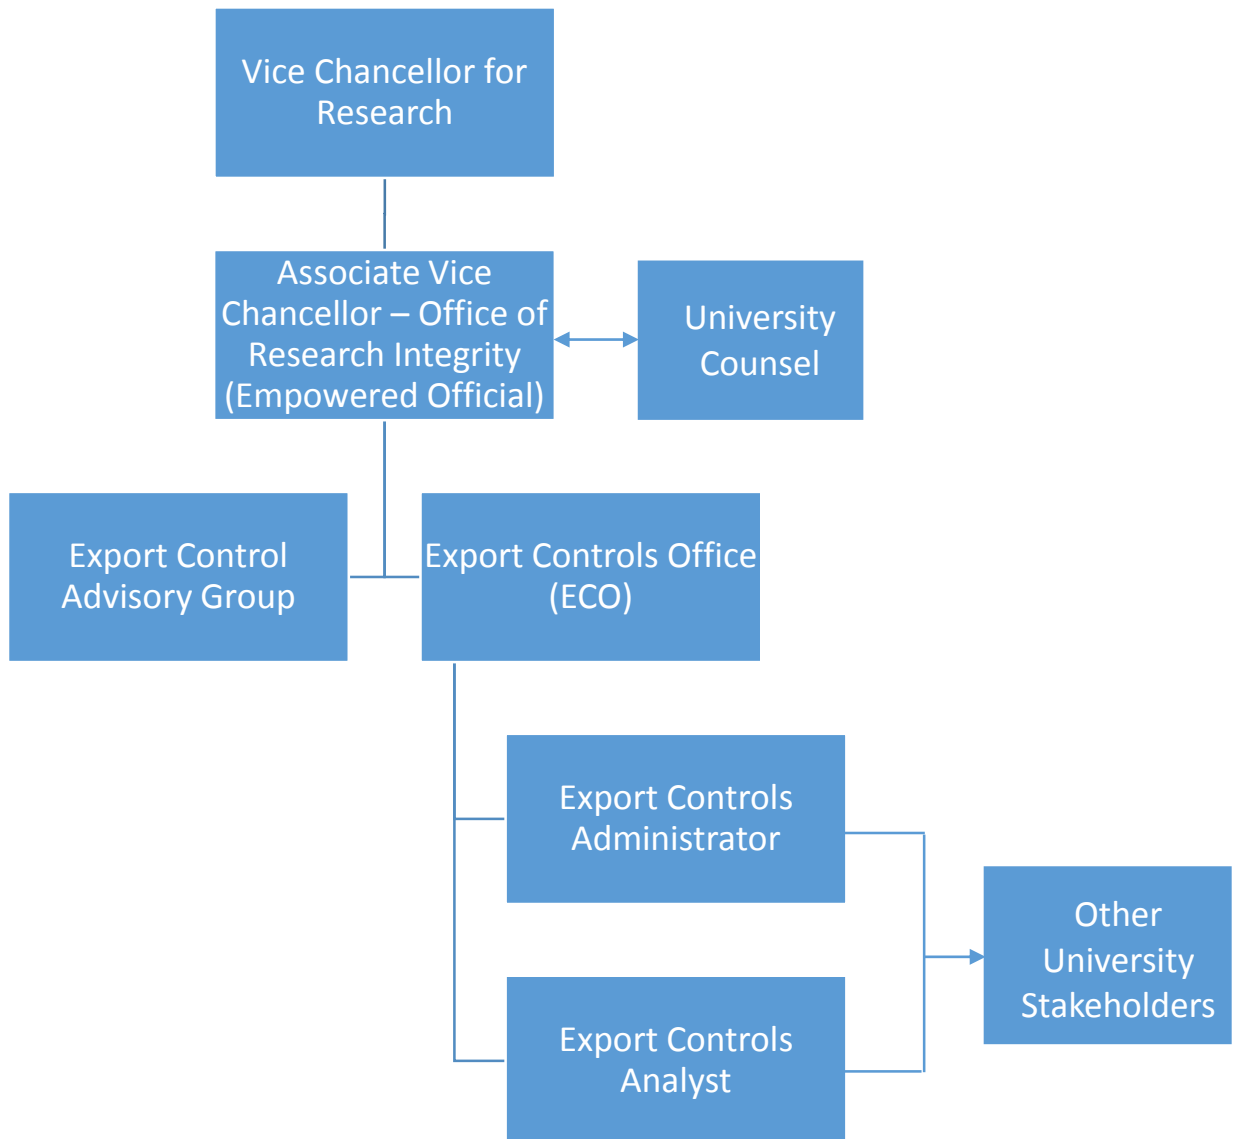 Vice Chancellor for
Research
Associate Vice
Chancellor – Office of
Research Integrity
(Empowered Official)
University
Counsel
Export Control
Advisory Group
Export Controls Office
(ECO)
Export Controls
Administrator
Other
University
Stakeholders
Export Controls
Analyst